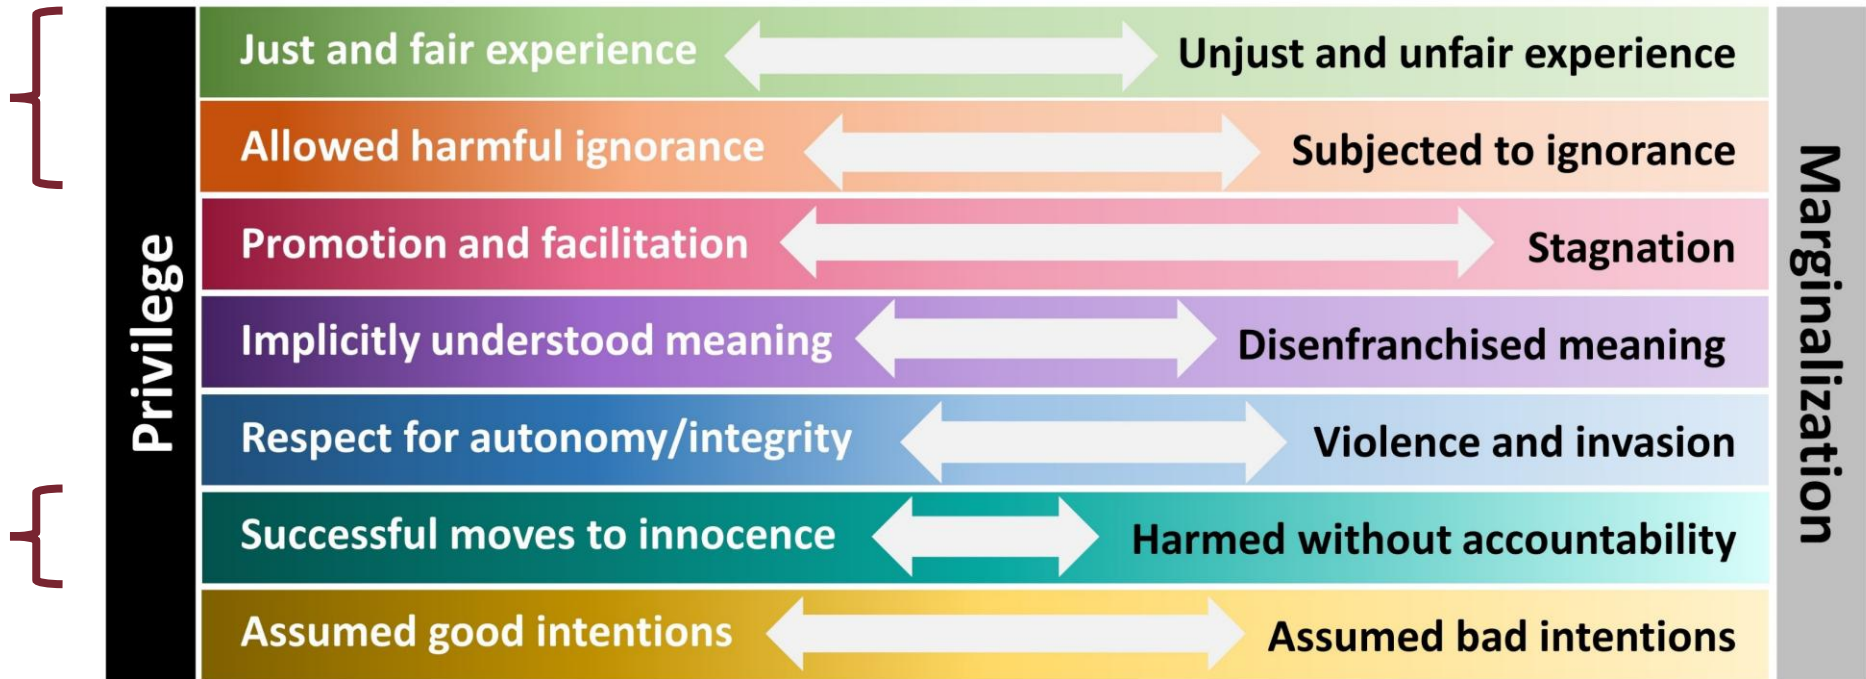 Privilege
Just and fair experience
Unjust and unfair experience
Allowed harmful ignorance
Subjected to ignorance
Promotion and facilitation
Stagnation
Implicitly understood meaning
Disenfranchised meaning
Respect for autonomy/integrity
Violence and invasion
Successful moves to innocence
Harmed without accountability
Assumed good intentions
Assumed bad intentions
Marginalization